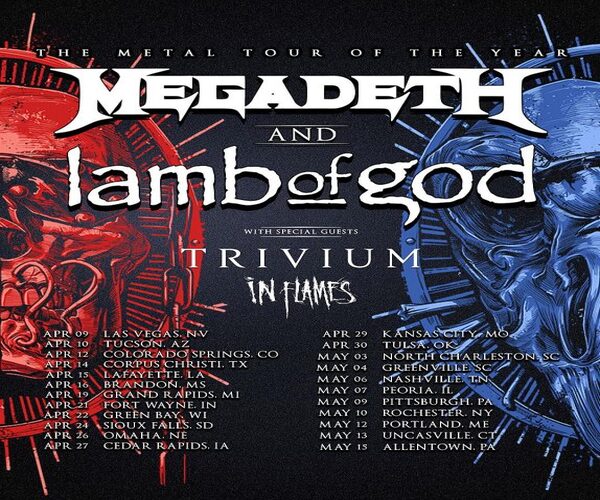 THE METAL TOUR OF THE YEAR
MEGADETH
AND
lamb of god
WITH SPECIAL GUESTS
TRIVIUM
IN FLAMES
APR 09 LAS VEGAS, NV
APR 10 TUCSON, AZ
APR 12 COLORADO SPRINGS, CO
APR 14 CORPUS CHRISTI, TX
APR 15 LAFAYETTE, LA
APR 16 BRANDON, MS
APR 19 GRAND RAPIDS, MI
APR 21 FORT WAYNE, IN
APR 22 GREEN BAY, WI
APR 24 SIOUX FALLS, SD
APR 26 OMAHA, NE
APR 27 CEDAR RAPIDS, IA
APR 29 KANSAS CITY, MO
APR 30 TULSA, OK
MAY 03 NORTH CHARLESTON, SC
MAY 04 GREENVILLE, SC
MAY 06 NASHVILLE, TN
MAY 07 PEORIA, IL
MAY 09 PITTSBURGH, PA
MAY 10 ROCHESTER, NY
MAY 12 PORTLAND, ME
MAY 13 UNCASVILLE, CT
MAY 15 ALLENTOWN, PA